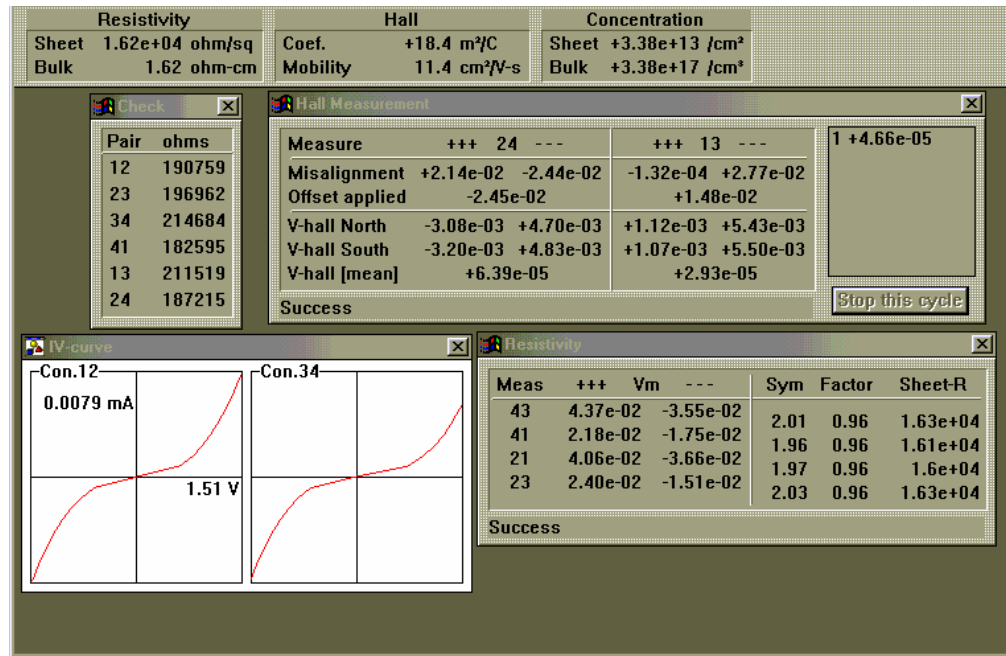 Resistivity
Sheet 1.62e+04 ohm/sq
Bulk 1.62 ohm-cm
Hall
Coef. +18.4 m²/C
Mobility 11.4 cm²/V-s
Concentration
Sheet +3.38e+13 /cm²
Bulk +3.38e+17 /cm³
Check
Pair ohms
12 190759
23 196962
34 214684
41 182595
13 211519
24 187215
Hall Measurement
Measure +++ 24 --- +++ 13 ---
Misalignment +2.14e-02 -2.44e-02 -1.32e-04 +2.77e-02
Offset applied -2.45e-02 +1.48e-02
V-hall North -3.08e-03 +4.70e-03 +1.12e-03 +5.43e-03
V-hall South -3.20e-03 +4.83e-03 +1.07e-03 +5.50e-03
V-hall [mean] +6.39e-05 +2.93e-05
Success
1 +4.66e-05
Stop this cycle
IV-curve
Con.12
0.0079 mA
1.51 V
Con.34
Resistivity
Meas +++ Vm --- Sym Factor Sheet-R
43 4.37e-02 -3.55e-02
2.01 0.96 1.63e+04
41 2.18e-02 -1.75e-02
1.96 0.96 1.61e+04
21 4.06e-02 -3.66e-02
1.97 0.96 1.6e+04
23 2.40e-02 -1.51e-02
2.03 0.96 1.63e+04
Success